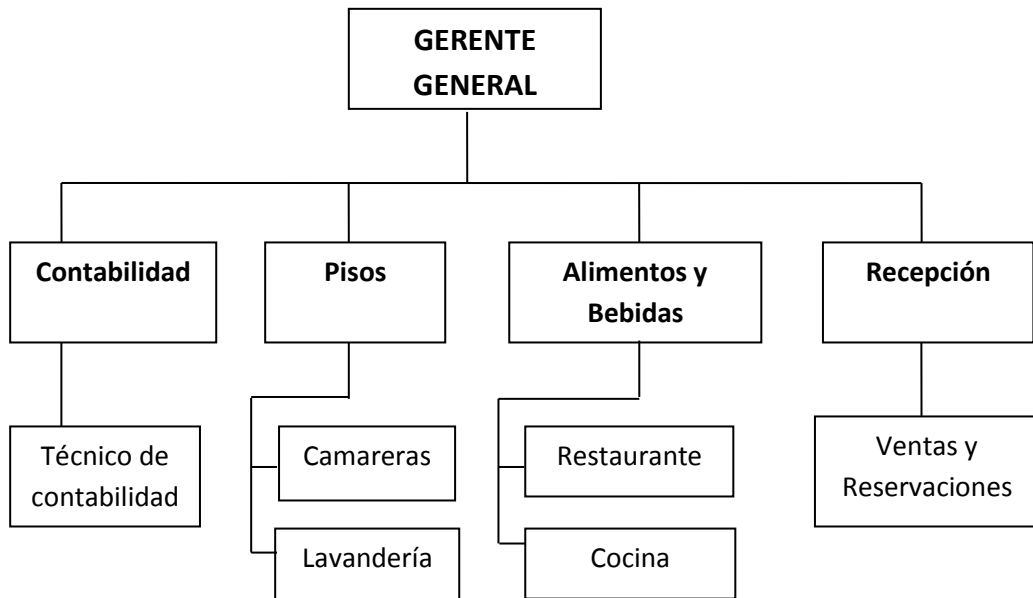 GERENTE
GENERAL
Contabilidad
Pisos
Alimentos y
Bebidas
Recepción
Técnico de
contabilidad
Camareras
Lavandería
Restaurante
Cocina
Ventas y
Reservaciones